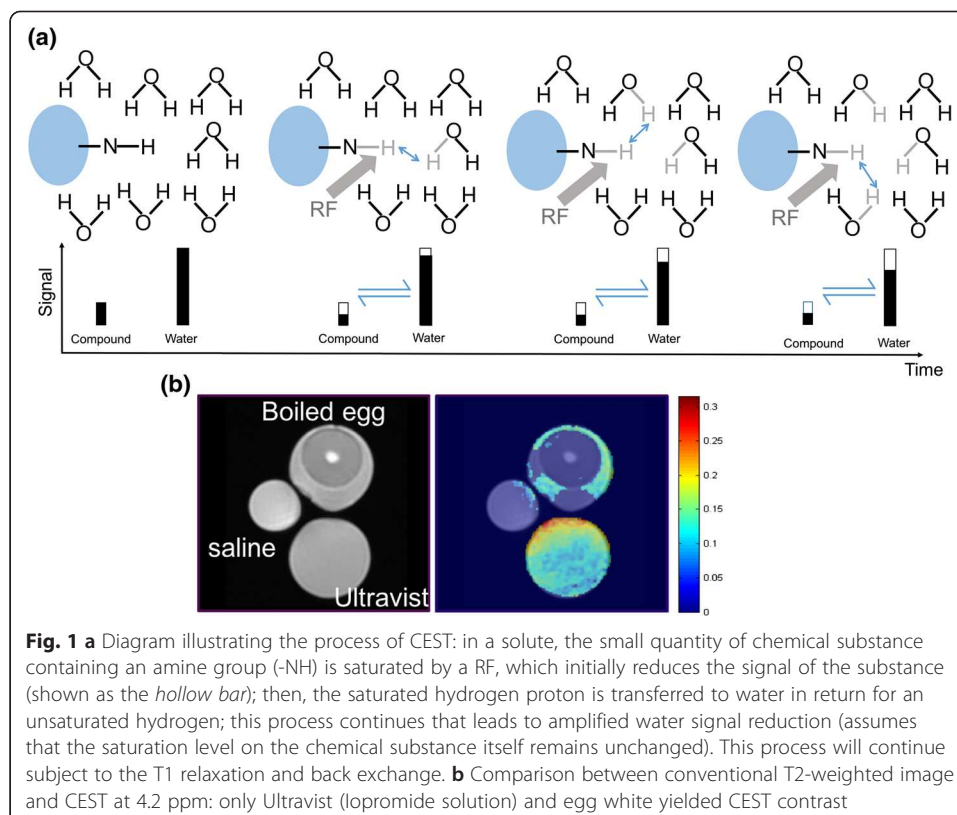 (a)
O O O
H H H H H H
N H H O H
H H H H
O O
O O O
H H H H H H
N H H O H
RF H H H H
O O
O O O
H H H H H H
N H H O H
RF H H H H
O O
O O O
H H H H H H
N H H O H
RF H H H H
O O
Signal
Compound Water Compound Water Compound Water Compound Water
Time
(b)
Boiled egg
saline
Ultravist
0.3
0.25
0.2
0.15
0.1
0.05
0
Fig. 1 a Diagram illustrating the process of CEST: in a solute, the small quantity of chemical substance
containing an amine group (-NH) is saturated by a RF, which initially reduces the signal of the substance
(shown as the hollow bar); then, the saturated hydrogen proton is transferred to water in return for an
unsaturated hydrogen; this process continues that leads to amplified water signal reduction (assumes
that the saturation level on the chemical substance itself remains unchanged). This process will continue
subject to the T1 relaxation and back exchange. b Comparison between conventional T2-weighted image
and CEST at 4.2 ppm: only Ultravist (Iopromide solution) and egg white yielded CEST contrast